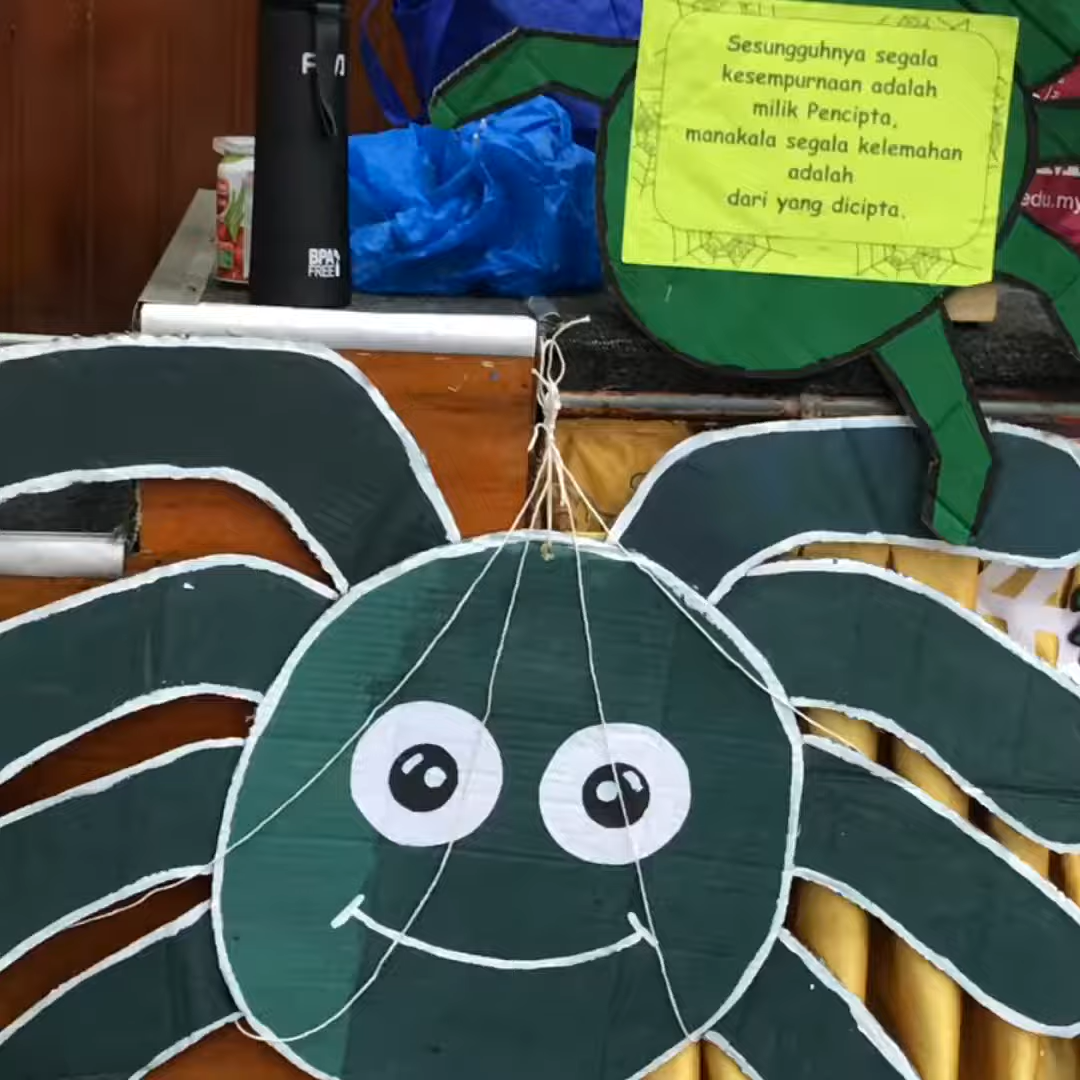 Sesungguhnya segala
kesempurnaan adalah
milik Pencipta,
manakala segala kelemahan
adalah
dari yang dicipta.
edu.my
BPA
FREE